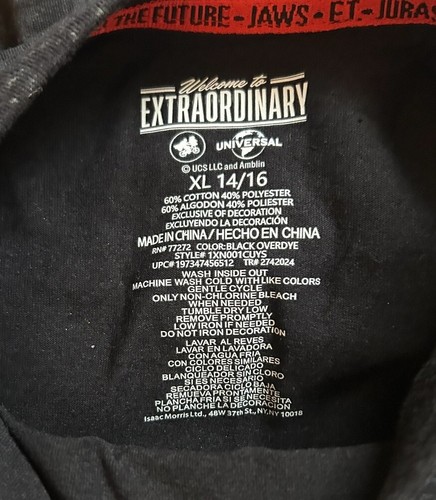 THE FUTURE - JAWS - E.T. - JURAS
Welcome to
EXTRAORDINARY
UNIVERSAL
© UCS LLC and Amblin
XL 14/16
60% COTTON 40% POLYESTER
60% ALGODON 40% POLIESTER
EXCLUSIVE OF DECORATION
EXCLUYENDO LA DECORACIÓN
MADE IN CHINA/HECHO EN CHINA
RN# 77272 COLOR:BLACK OVERDYE
STYLE# 1XN001CUYS
UPC# 197347456512 TR# 2742024
WASH INSIDE OUT
MACHINE WASH COLD WITH LIKE COLORS
GENTLE CYCLE
ONLY NON-CHLORINE BLEACH
WHEN NEEDED
TUMBLE DRY LOW
REMOVE PROMPTLY
LOW IRON IF NEEDED
DO NOT IRON DECORATION
LAVAR AL REVES
LAVAR EN LAVADORA
CON AGUA FRIA
CON COLORES SIMILARES
CICLO DELICADO
BLANQUEADOR SIN CLORO
SI ES NECESARIO
SECADORA CICLO BAJA
REMUEVA PRONTAMENTE
PLANCHA FRIA SI SE NECESITA
NO PLANCHE LA DECORACION
Isaac Morris Ltd., 48W 37th St., NY, NY 10018